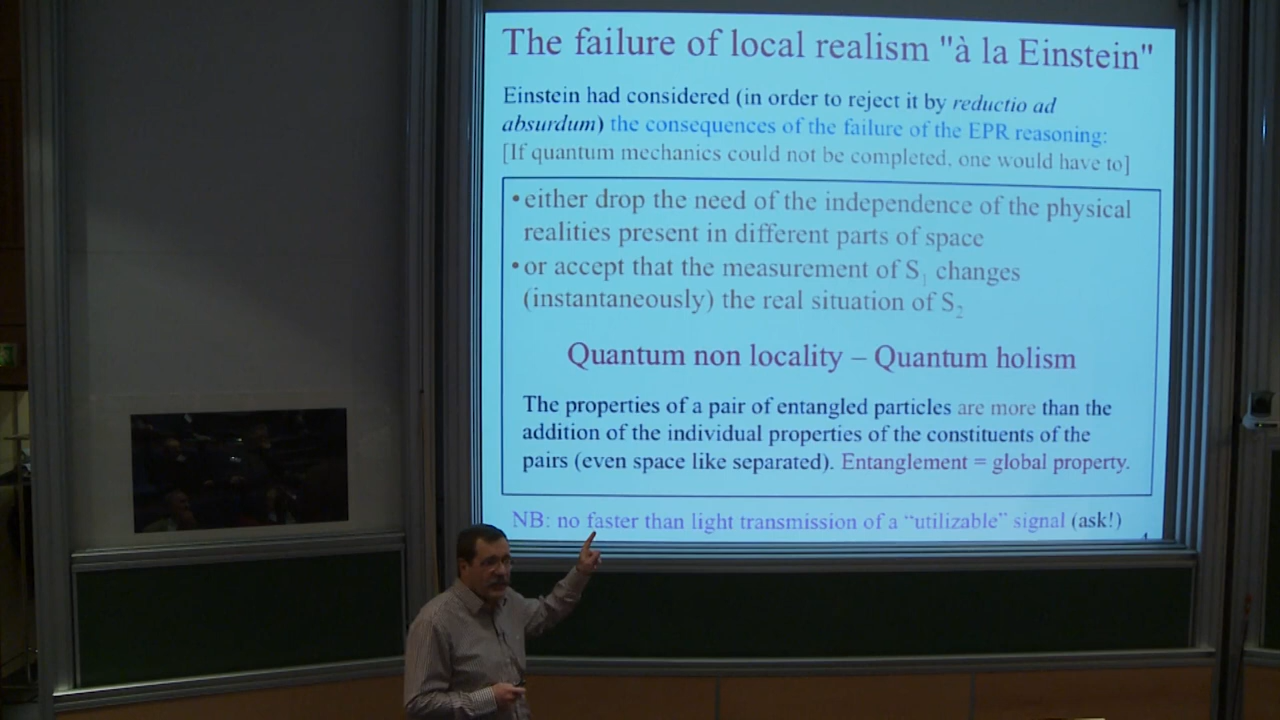 The failure of local realism "à la Einstein"
Einstein had considered (in order to reject it by reductio ad
absurdum) the consequences of the failure of the EPR reasoning:
[If quantum mechanics could not be completed, one would have to]
• either drop the need of the independence of the physical
realities present in different parts of space
• or accept that the measurement of S₁ changes
(instantaneously) the real situation of S₂
Quantum non locality – Quantum holism
The properties of a pair of entangled particles are more than the
addition of the individual properties of the constituents of the
pairs (even space like separated). Entanglement = global property.
NB: no faster than light transmission of a “utilizable” signal (ask!)